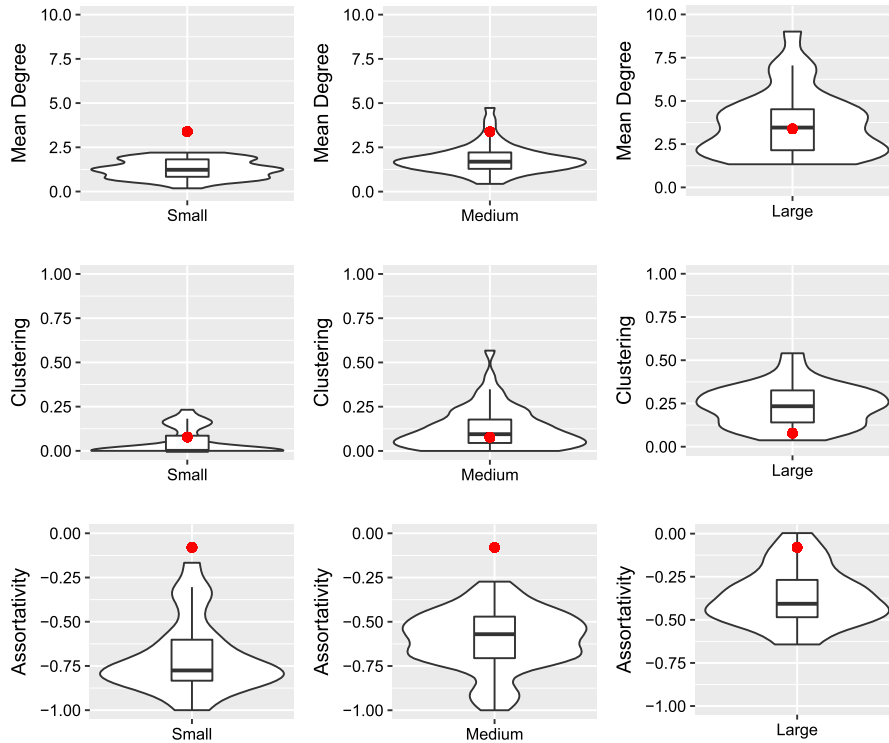 Mean Degree
10.0
7.5
5.0
2.5
0.0
Small
Mean Degree
10.0
7.5
5.0
2.5
0.0
Medium
Mean Degree
10.0
7.5
5.0
2.5
0.0
Large
Clustering
1.00
0.75
0.50
0.25
0.00
Small
Clustering
1.00
0.75
0.50
0.25
0.00
Medium
Clustering
1.00
0.75
0.50
0.25
0.00
Large
Assortativity
0.00
−0.25
−0.50
−0.75
−1.00
Small
Assortativity
0.00
−0.25
−0.50
−0.75
−1.00
Medium
Assortativity
0.00
−0.25
−0.50
−0.75
−1.00
Large